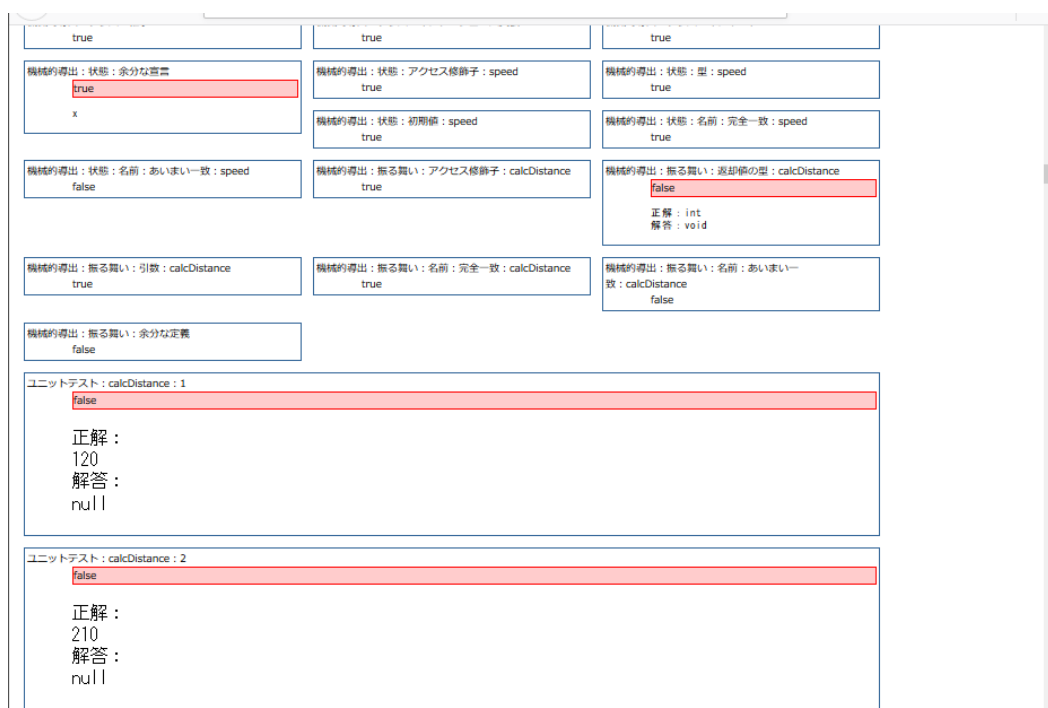 true
true
true
機械的導出：状態：余分な宣言
true
x
機械的導出：状態：アクセス修飾子：speed
true
機械的導出：状態：型：speed
true
機械的導出：状態：初期値：speed
true
機械的導出：状態：名前：完全一致：speed
true
機械的導出：状態：名前：あいまい一致：speed
false
機械的導出：振る舞い：アクセス修飾子：calcDistance
true
機械的導出：振る舞い：返却値の型：calcDistance
false
正解：int
解答：void
機械的導出：振る舞い：引数：calcDistance
true
機械的導出：振る舞い：名前：完全一致：calcDistance
true
機械的導出：振る舞い：名前：あいまい一
致：calcDistance
false
機械的導出：振る舞い：余分な定義
false
ユニットテスト：calcDistance：1
false
正解：
120
解答：
null
ユニットテスト：calcDistance：2
false
正解：
210
解答：
null